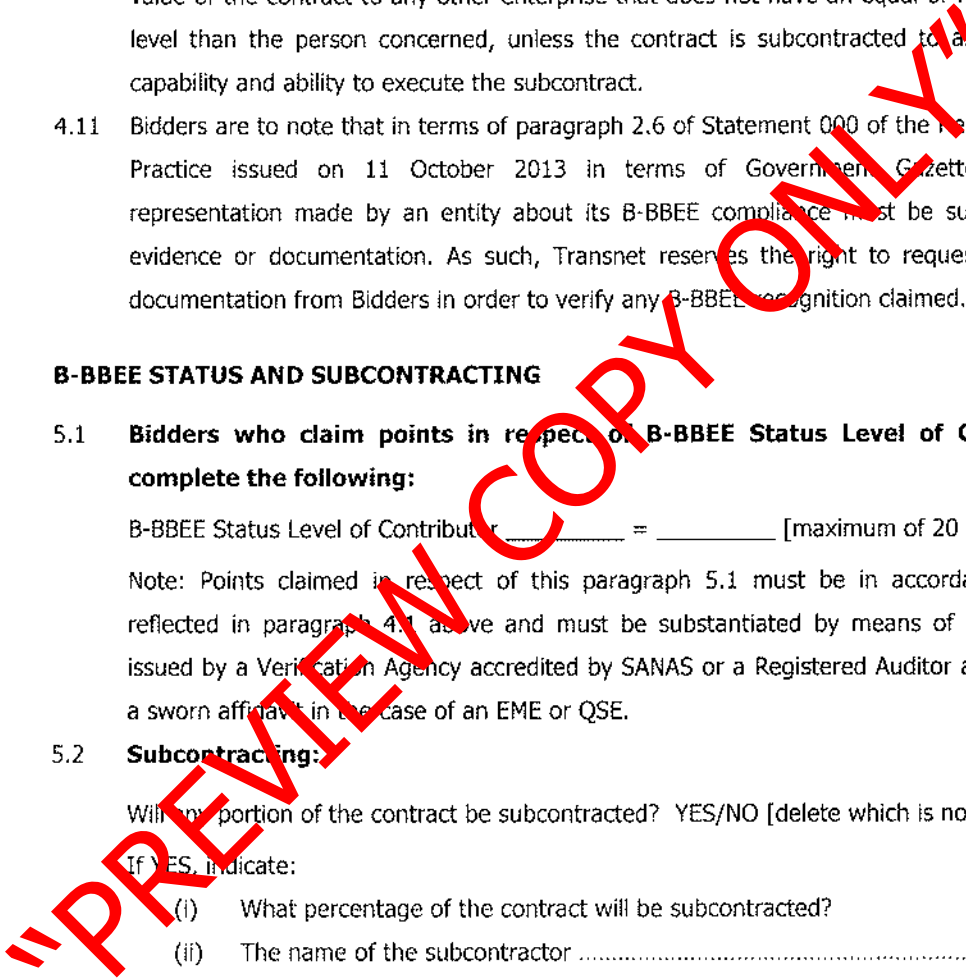 level than the person concerned, unless the contract is subcontracted to
capability and ability to execute the subcontract.
4.11 Bidders are to note that in terms of paragraph 2.6 of Statement 000 of the
Practice issued on 11 October 2013 in terms of Government
representation made by an entity about its B-BBEE compliance must be
evidence or documentation. As such, Transnet reserves the right to
documentation from Bidders in order to verify any B-BBEE recognition claimed.
B-BBEE STATUS AND SUBCONTRACTING
5.1 Bidders who claim points in respect of B-BBEE Status Level of
complete the following:
B-BBEE Status Level of Contributor __________ = __________ [maximum of 20
Note: Points claimed in respect of this paragraph 5.1 must be in
reflected in paragraph 4.1 above and must be substantiated by means of
issued by a Verification Agency accredited by SANAS or a Registered Auditor
a sworn affidavit in the case of an EME or QSE.
5.2 Subcontracting:
Will any portion of the contract be subcontracted? YES/NO [delete which is
If YES, indicate:
(i) What percentage of the contract will be subcontracted?
(ii) The name of the subcontractor ..........................................................
"PREVIEW COPY ONLY"